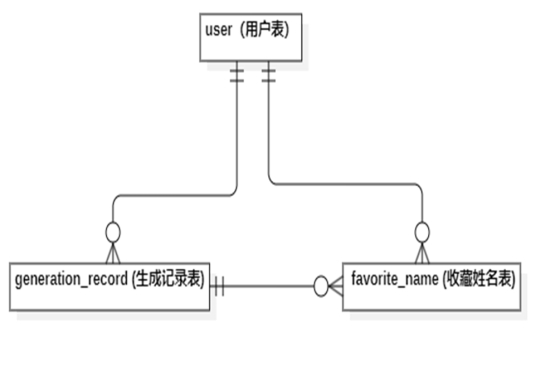 user (用户表)
generation_record (生成记录表)
favorite_name (收藏姓名表)